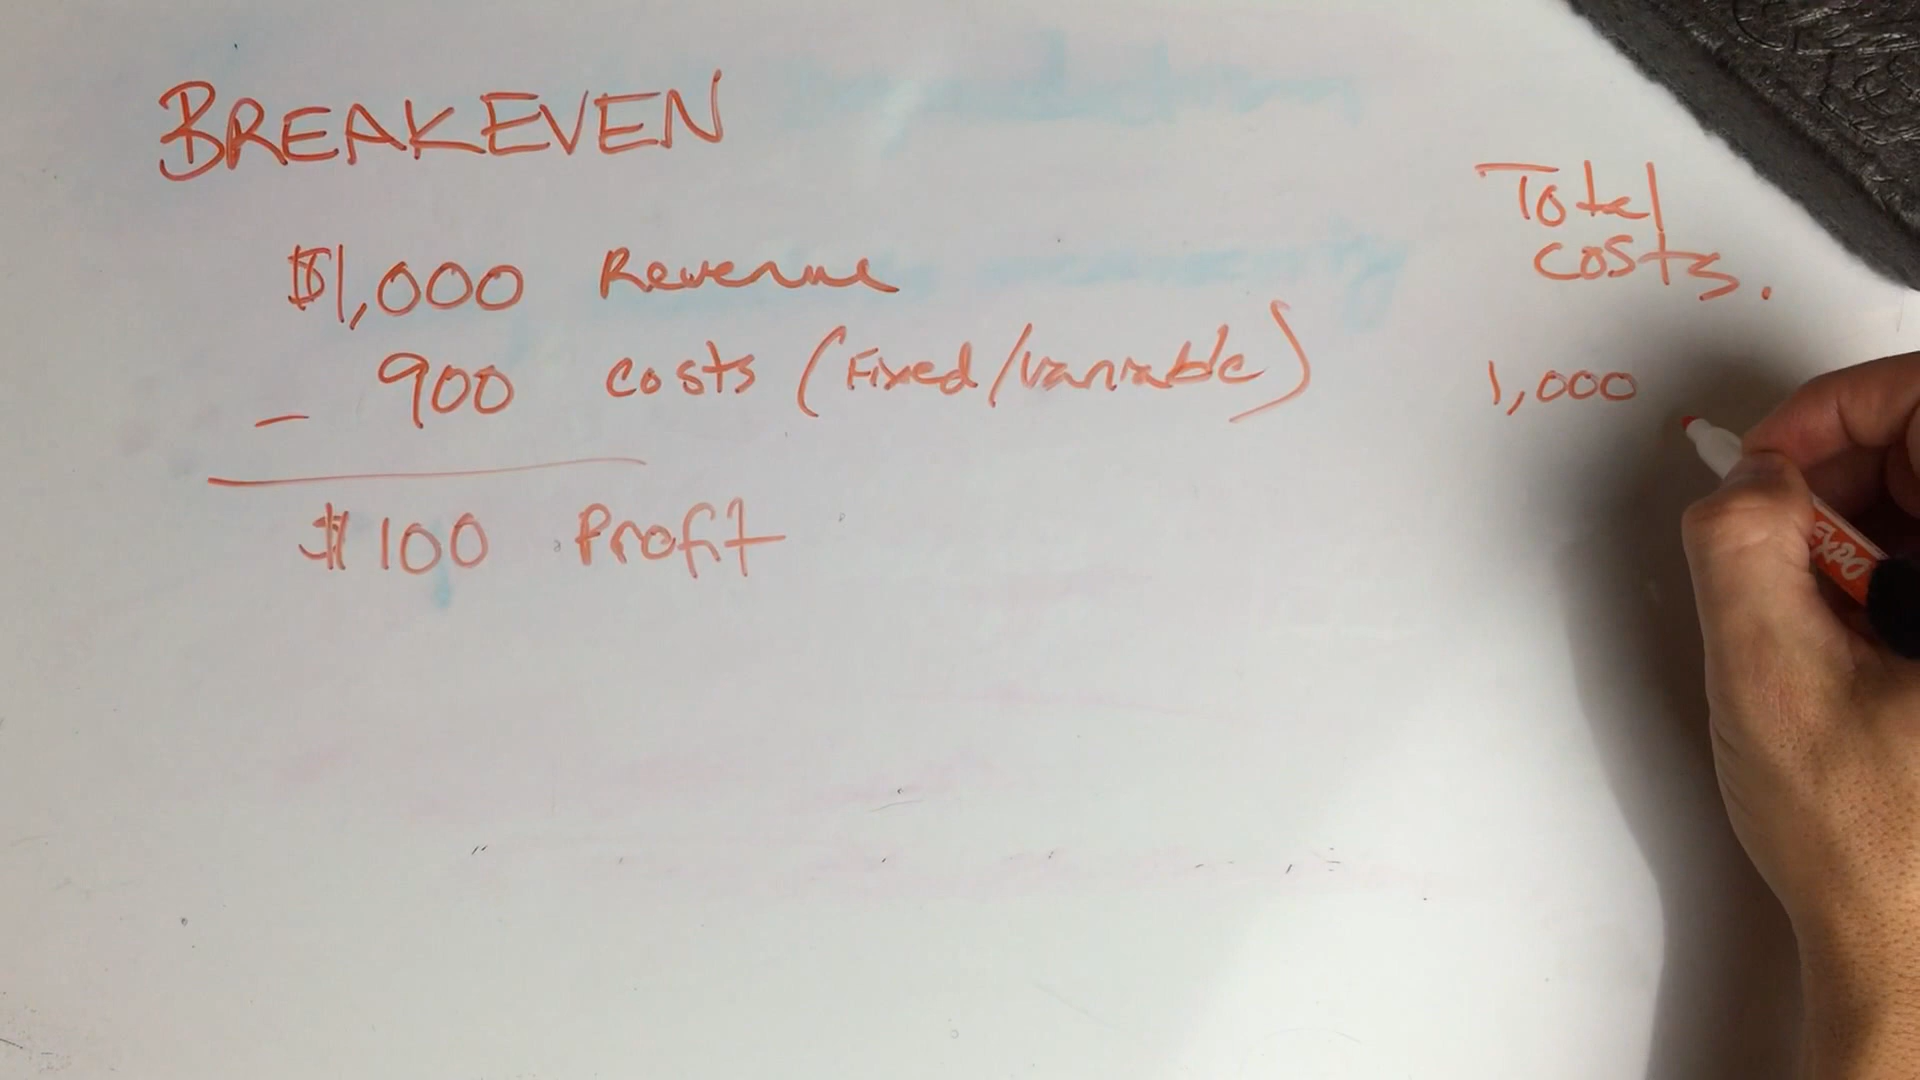 BREAKEVEN
$1,000 Revenue
- 900 costs (Fixed/variable)
$100 Profit
Total
costs.
1,000
EXPO